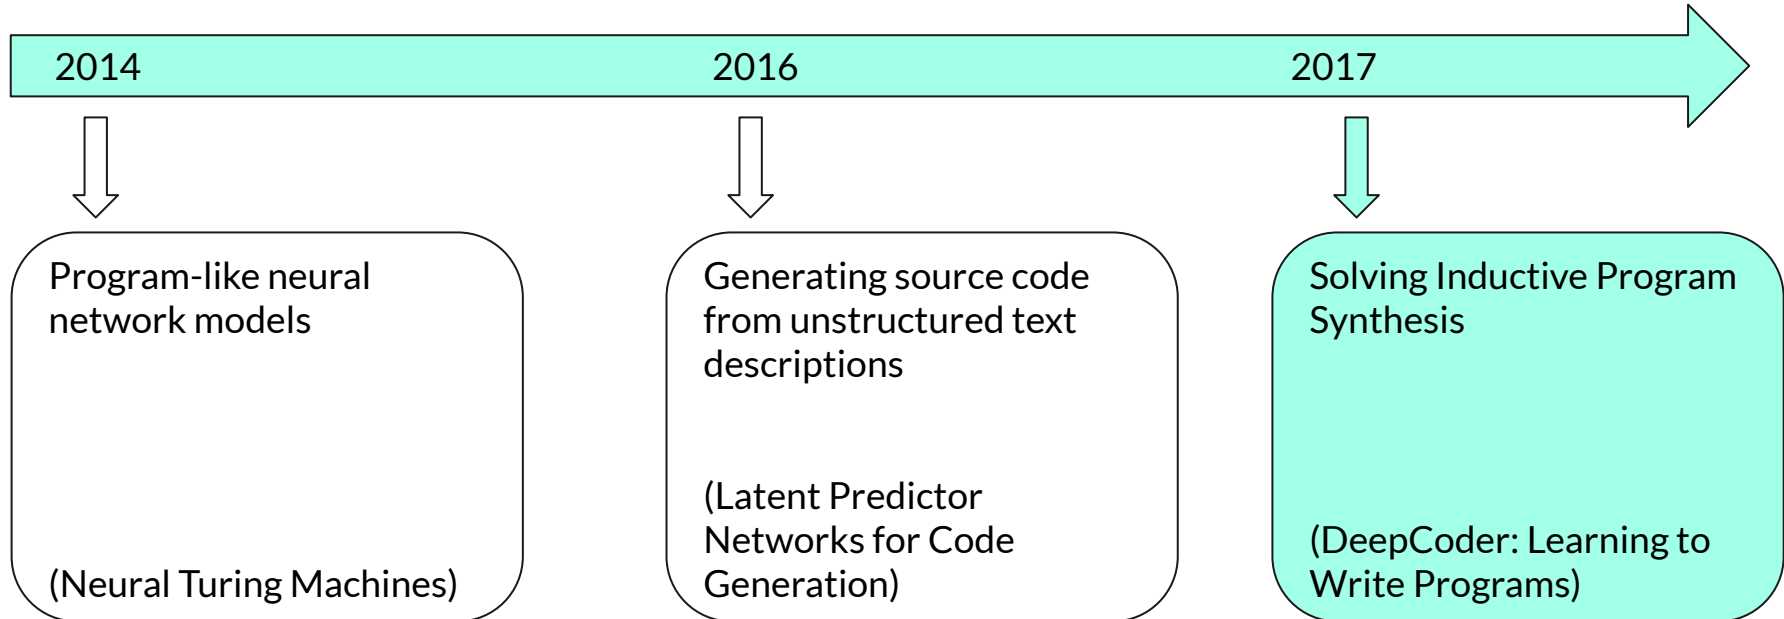 2014
2016
2017
Program-like neural
network models
(Neural Turing Machines)
Generating source code
from unstructured text
descriptions
(Latent Predictor
Networks for Code
Generation)
Solving Inductive Program
Synthesis
(DeepCoder: Learning to
Write Programs)